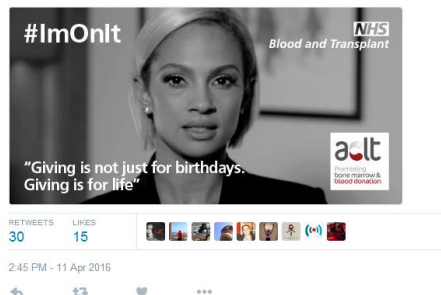 #ImOnIt
NHS
Blood and Transplant
"Giving is not just for birthdays.
Giving is for life"
aclt
Promoting
bone marrow &
blood donation
RETWEETS LIKES
30 15
2:45 PM - 11 Apr 2016